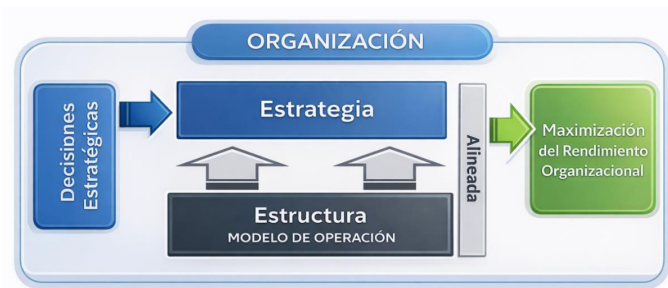 ORGANIZACIÓN
Decisiones
Estratégicas
Estrategia
Estructura
MODELO DE OPERACIÓN
Alineada
Maximización
del Rendimiento
Organizacional